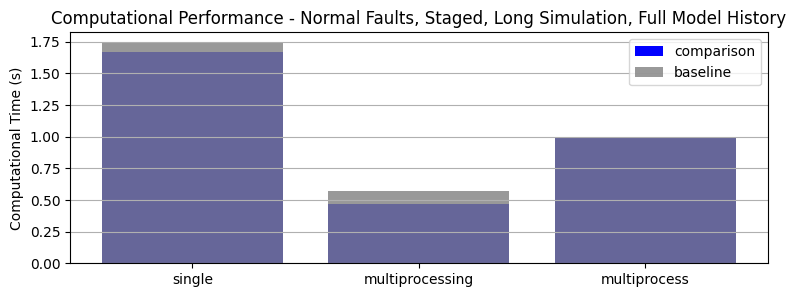 Computational Performance - Normal Faults, Staged, Long Simulation, Full Model History
Computational Time (s)
1.75
1.50
1.25
1.00
0.75
0.50
0.25
0.00
comparison
baseline
single
multiprocessing
multiprocess